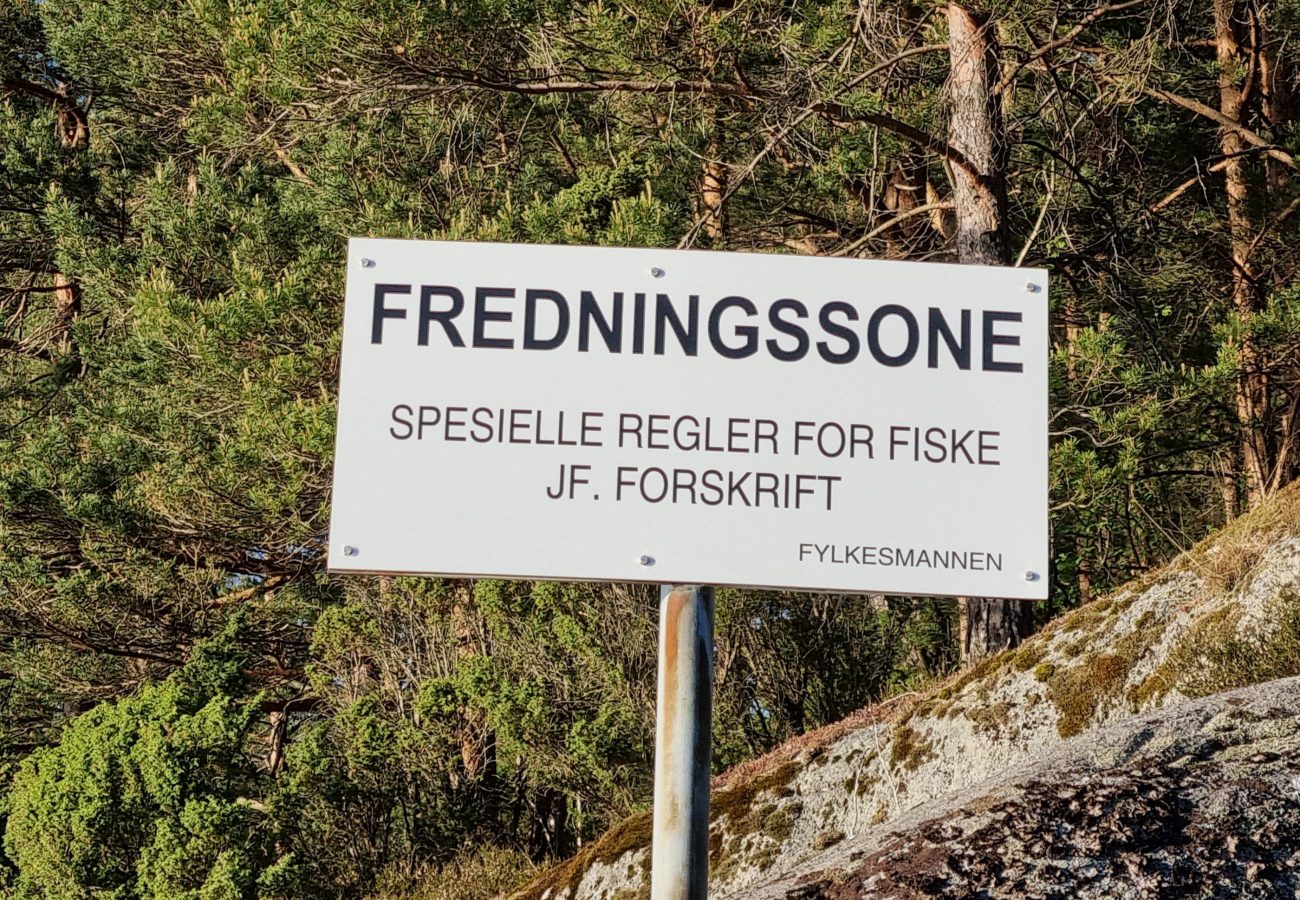 FREDNINGSSONE
SPESIELLE REGLER FOR FISKE
JF. FORSKRIFT
FYLKESMANNEN